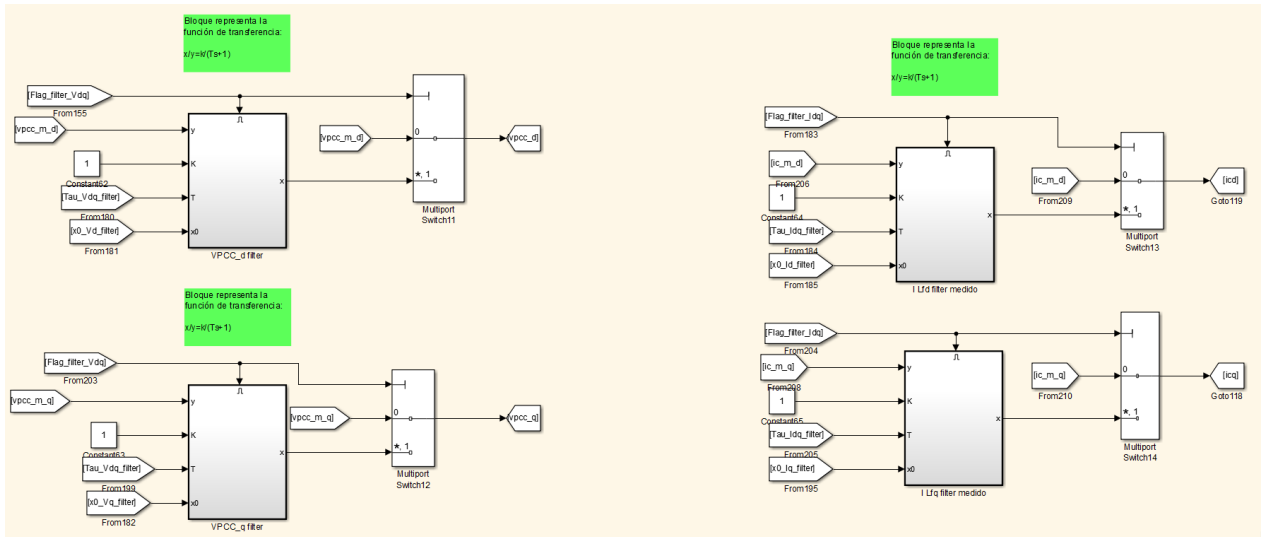 Bloque representa la
función de transferencia:
x/y=k/(Ts+1)
[Flag_filter_Vdq]
From155
[vpcc_m_d]
y
1
K
Constant62
[Tau_Vdq_filter]
T
From180
[x0_Vd_filter]
x0
From181
x
VPCC_d filter
[vpcc_m_d]
0
*, 1
Multiport
Switch11
[vpcc_d]
Bloque representa la
función de transferencia:
x/y=k/(Ts+1)
[Flag_filter_Vdq]
From203
[vpcc_m_q]
y
1
K
Constant63
[Tau_Vdq_filter]
T
From199
[x0_Vq_filter]
x0
From182
x
VPCC_q filter
[vpcc_m_q]
0
*, 1
Multiport
Switch12
[vpcc_q]
Bloque representa la
función de transferencia:
x/y=k/(Ts+1)
[Flag_filter_Idq]
From183
[ic_m_d]
y
From206
1
K
Constant64
[Tau_Idq_filter]
T
From184
[x0_Id_filter]
x0
From185
x
I Lfd filter medido
[ic_m_d]
From209
0
*, 1
Multiport
Switch13
[icd]
Goto119
[Flag_filter_Idq]
From204
[ic_m_q]
y
From208
1
K
Constant65
[Tau_Idq_filter]
T
From205
[x0_Iq_filter]
x0
From195
x
I Lfq filter medido
[ic_m_q]
From210
0
*, 1
Multiport
Switch14
[icq]
Goto118